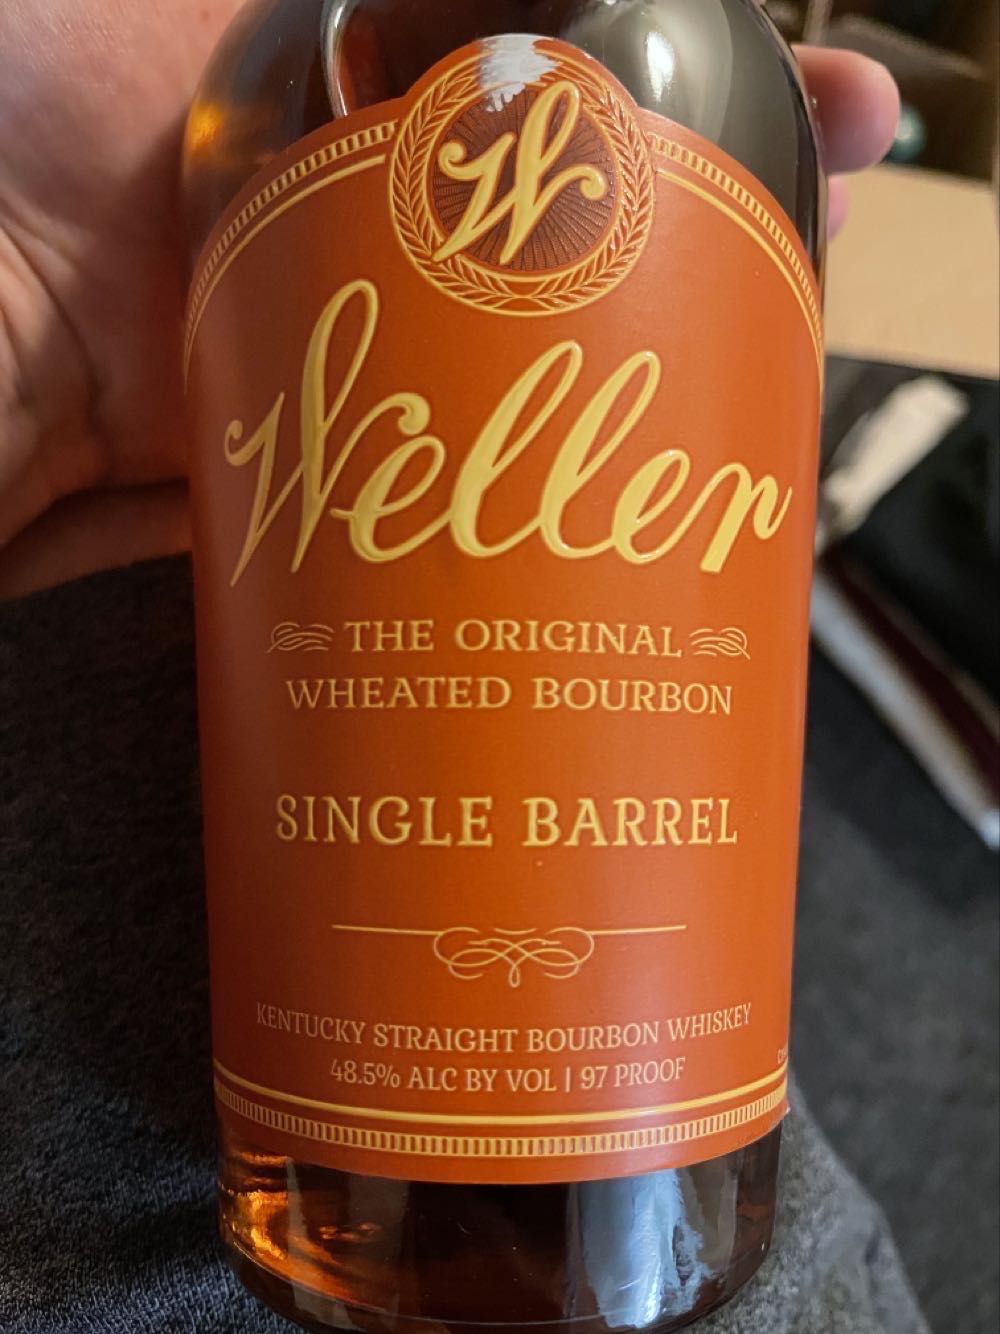 W
Weller
THE ORIGINAL
WHEATED BOURBON
SINGLE BARREL
KENTUCKY STRAIGHT BOURBON WHISKEY
48.5% ALC BY VOL | 97 PROOF